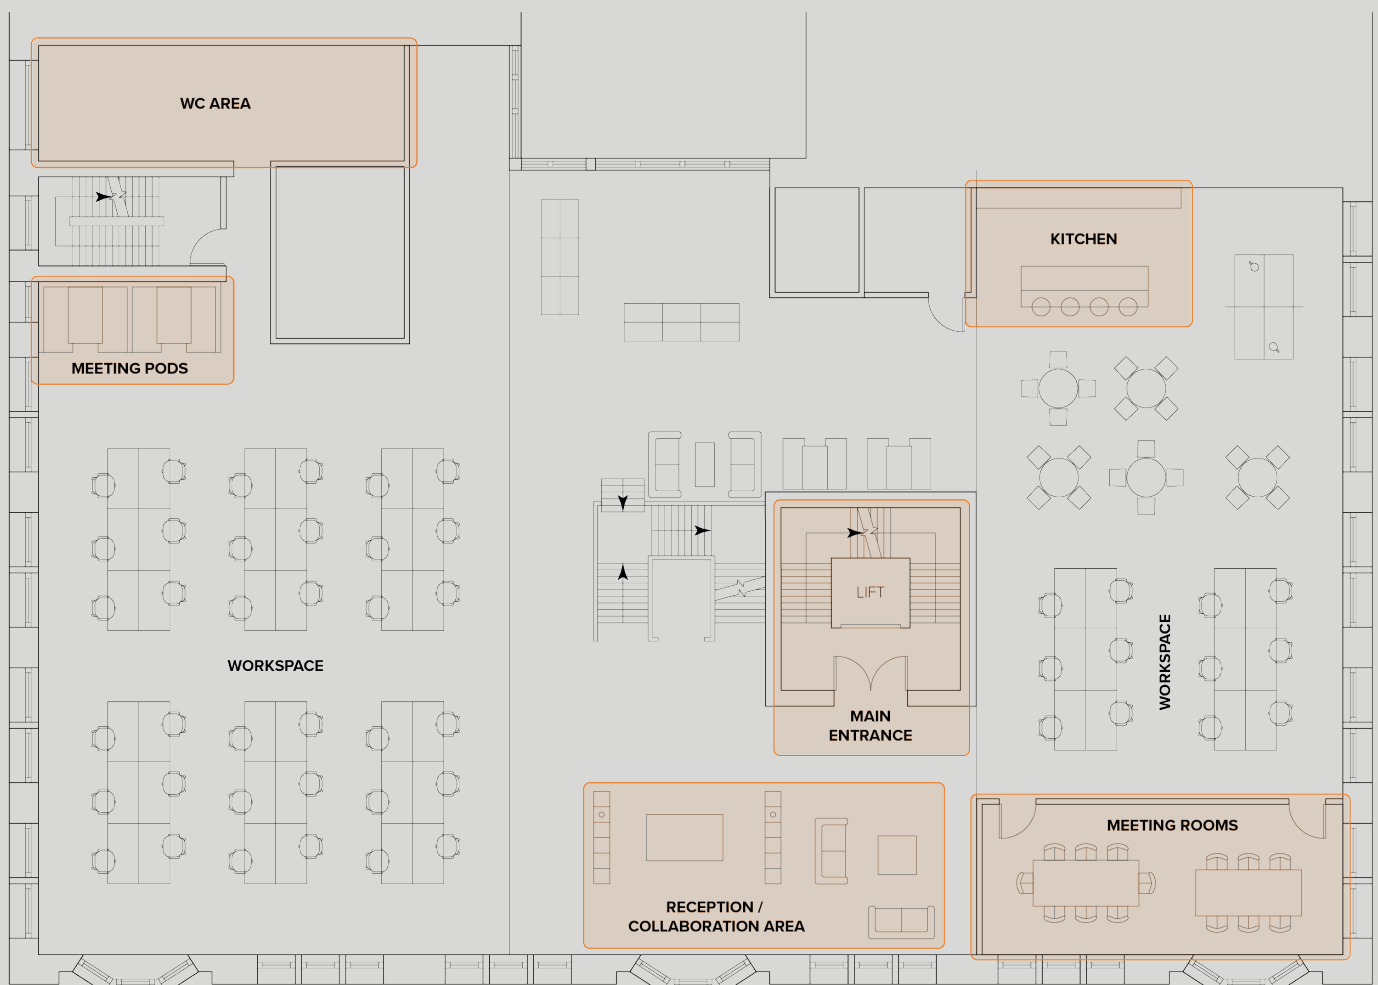 WC AREA
KITCHEN
MEETING PODS
LIFT
WORKSPACE
WORKSPACE
MAIN
ENTRANCE
MEETING ROOMS
RECEPTION /
COLLABORATION AREA